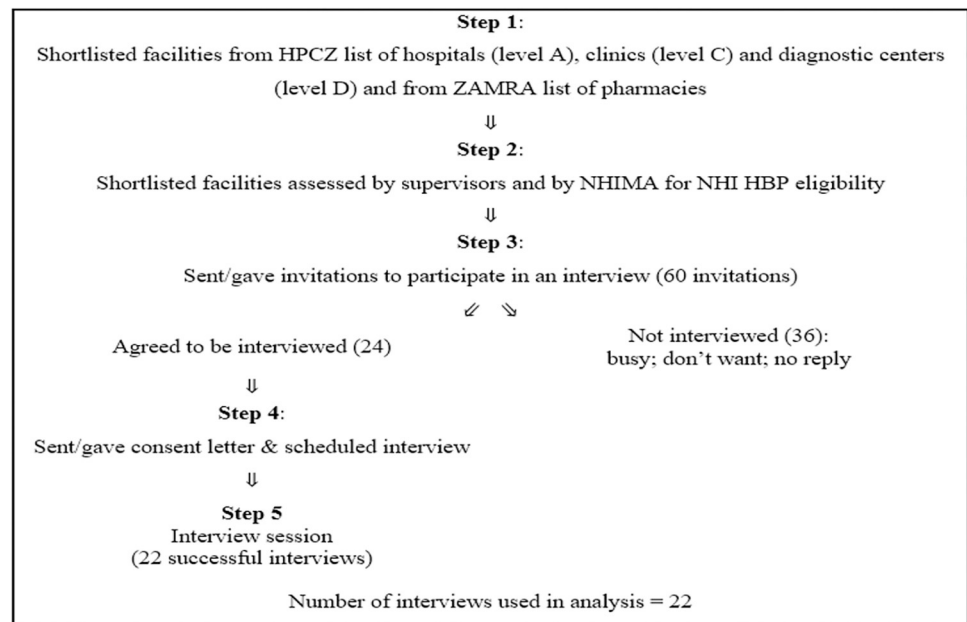 Step 1:
Shortlisted facilities from HPCZ list of hospitals (level A), clinics (level C) and diagnostic centers
(level D) and from ZAMRA list of pharmacies
⇓
Step 2:
Shortlisted facilities assessed by supervisors and by NHIMA for NHI HBP eligibility
⇓
Step 3:
Sent/gave invitations to participate in an interview (60 invitations)
⇙ ⇘
Agreed to be interviewed (24)
Not interviewed (36):
busy; don’t want; no reply
⇓
Step 4:
Sent/gave consent letter & scheduled interview
⇓
Step 5
Interview session
(22 successful interviews)
Number of interviews used in analysis = 22